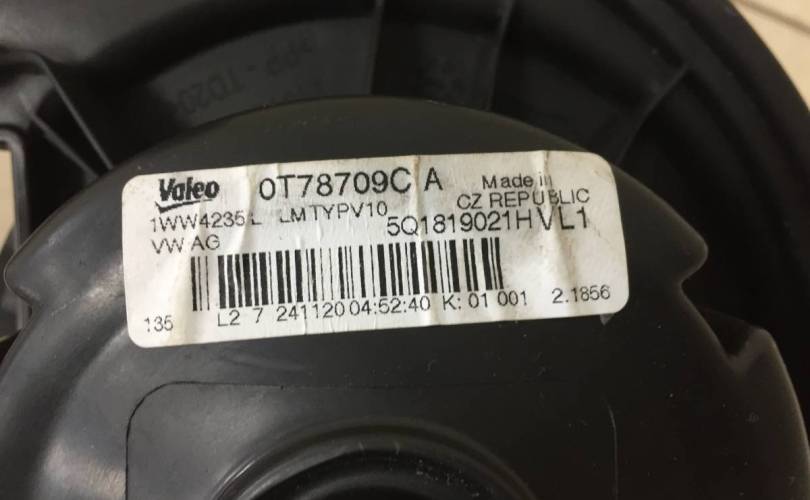 Valeo 0T78709C A Made in
CZ REPUBLIC
1WW4235 LMTYPV10
5Q1819021H VL1
VW AG
135 L2 7 241120 04:52:40 K: 01 001 2.1856